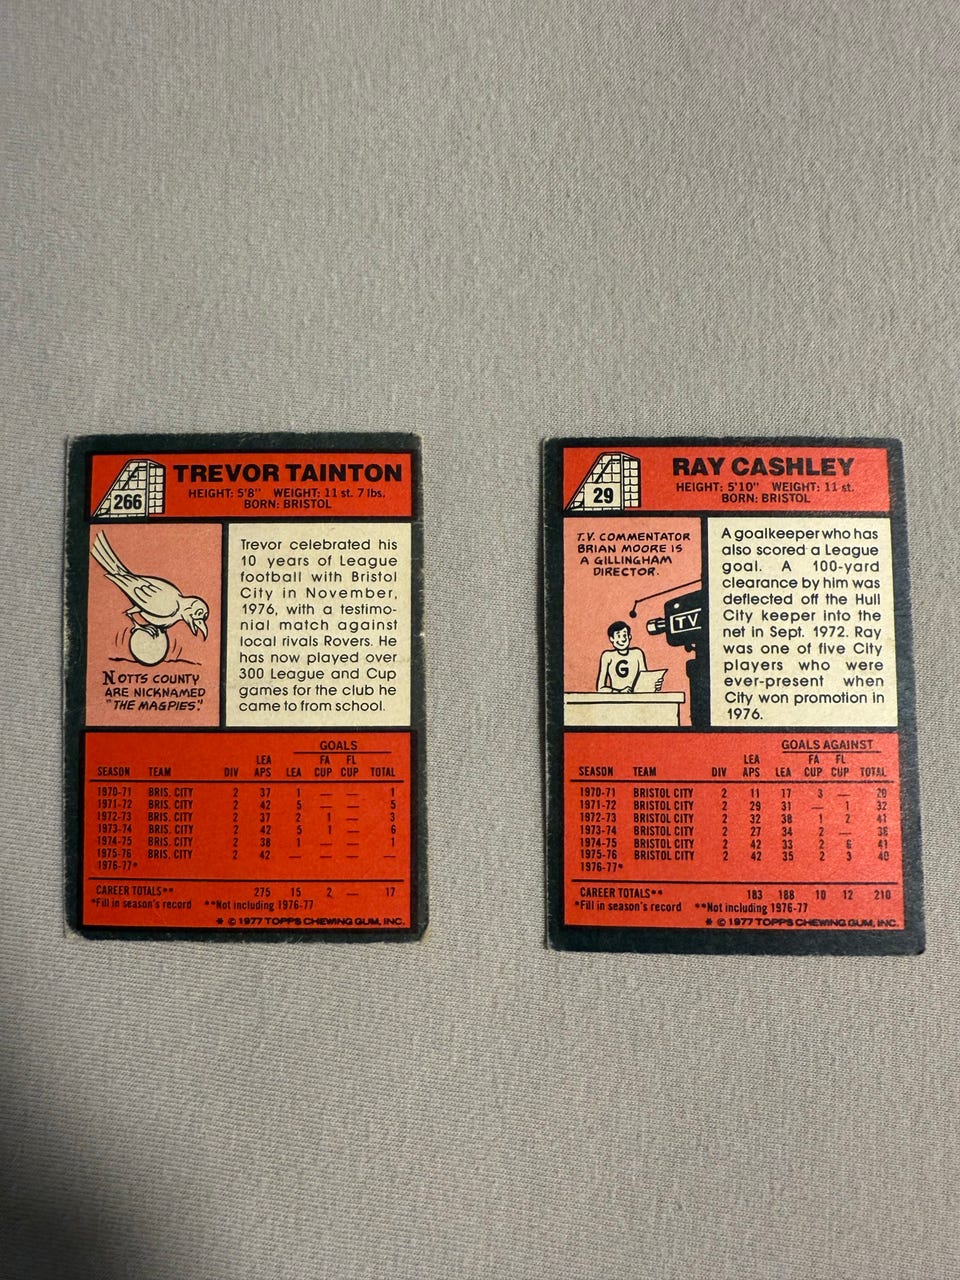 266
TREVOR TAINTON
HEIGHT: 5'8" WEIGHT: 11 st. 7 lbs.
BORN: BRISTOL
NOTTS COUNTY
ARE NICKNAMED
"THE MAGPIES."
Trevor celebrated his
10 years of League
football with Bristol
City in November,
1976, with a testimo-
nial match against
local rivals Rovers. He
has now played over
300 League and Cup
games for the club he
came to from school.
GOALS
LEA FA FL
SEASON TEAM DIV APS LEA CUP CUP TOTAL
1970-71 BRIS. CITY 2 37 1 — — 1
1971-72 BRIS. CITY 2 42 5 — — 5
1972-73 BRIS. CITY 2 37 2 1 — 3
1973-74 BRIS. CITY 2 42 5 1 — 6
1974-75 BRIS. CITY 2 38 1 — — 1
1975-76 BRIS. CITY 2 42 — — — —
1976-77*
CAREER TOTALS** 275 15 2 — 17
*Fill in season's record **Not including 1976-77
* © 1977 TOPPS CHEWING GUM, INC.
29
RAY CASHLEY
HEIGHT: 5'10" WEIGHT: 11 st.
BORN: BRISTOL
T.V. COMMENTATOR
BRIAN MOORE IS
A GILLINGHAM
DIRECTOR.
TV
G
A goalkeeper who has
also scored a League
goal. A 100-yard
clearance by him was
deflected off the Hull
City keeper into the
net in Sept. 1972. Ray
was one of five City
players who were
ever-present when
City won promotion in
1976.
GOALS AGAINST
LEA FA FL
SEASON TEAM DIV APS LEA CUP CUP TOTAL
1970-71 BRISTOL CITY 2 11 17 3 — 20
1971-72 BRISTOL CITY 2 29 31 — 1 32
1972-73 BRISTOL CITY 2 32 38 1 2 41
1973-74 BRISTOL CITY 2 27 34 2 — 36
1974-75 BRISTOL CITY 2 42 33 2 6 41
1975-76 BRISTOL CITY 2 42 35 2 3 40
1976-77*
CAREER TOTALS** 183 188 10 12 210
*Fill in season's record **Not including 1976-77
* © 1977 TOPPS CHEWING GUM, INC.